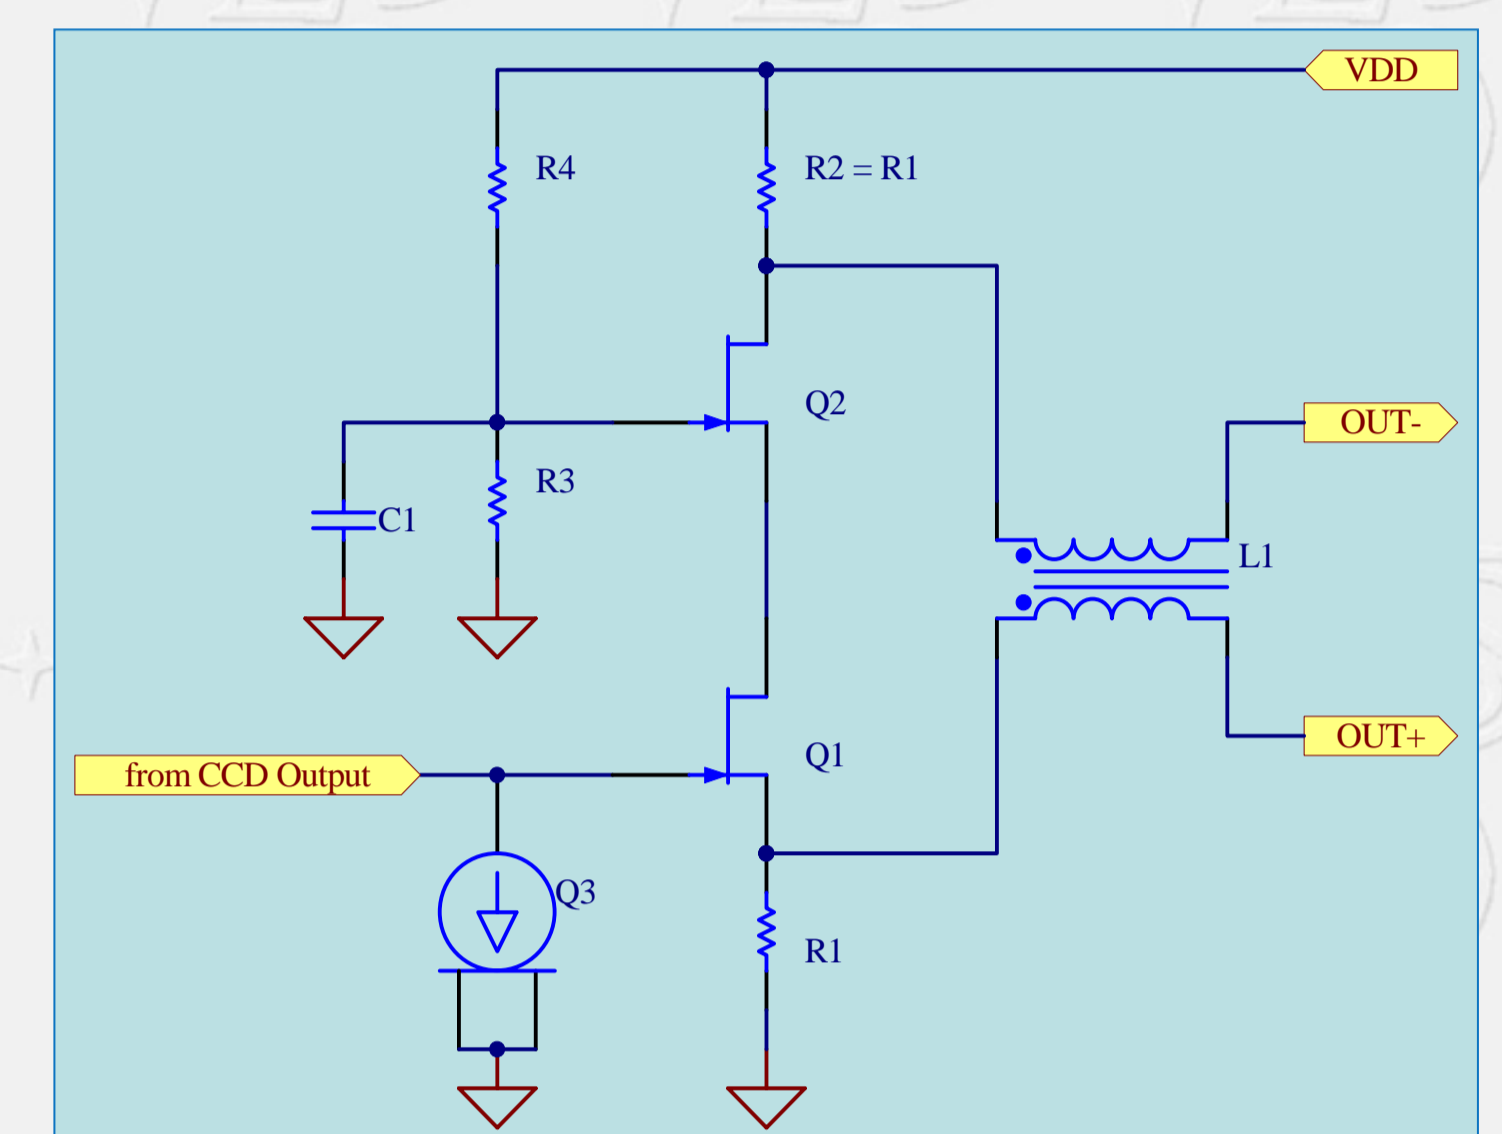 VDD
R4
R2 = R1
Q2
OUT-
R3
C1
L1
OUT+
Q1
from CCD Output
Q3
R1